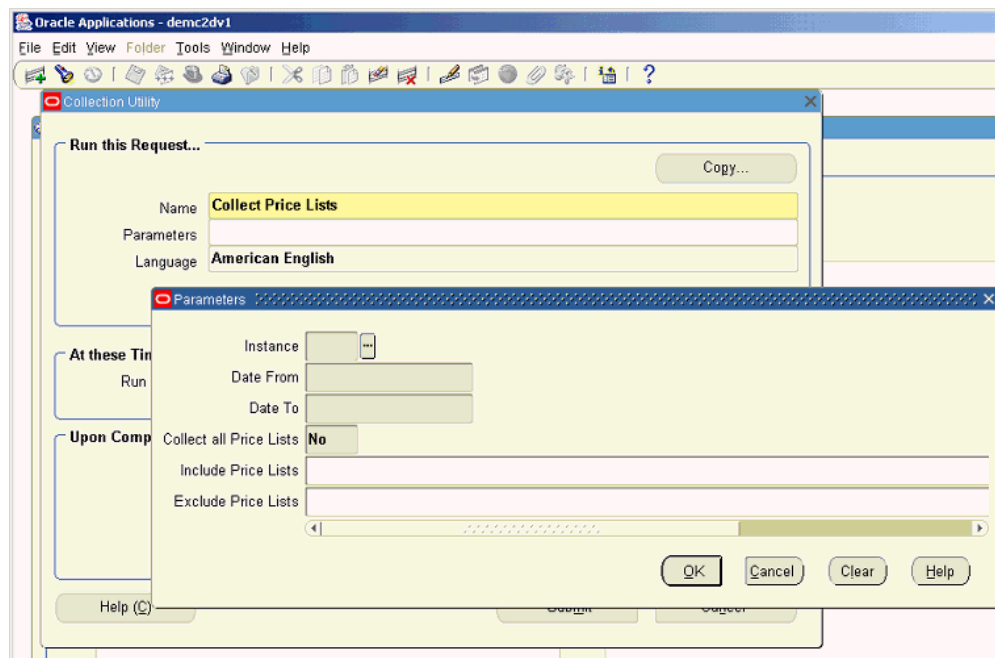 Oracle Applications - demc2dv1
File Edit View Folder Tools Window Help
Collection Utility
Run this Request...
Copy...
Name Collect Price Lists
Parameters
Language American English
Parameters
Instance
At these Tim
Date From
Run
Date To
Upon Comp
Collect all Price Lists No
Include Price Lists
Exclude Price Lists
OK Cancel Clear Help
Help (C) Submit Cancel